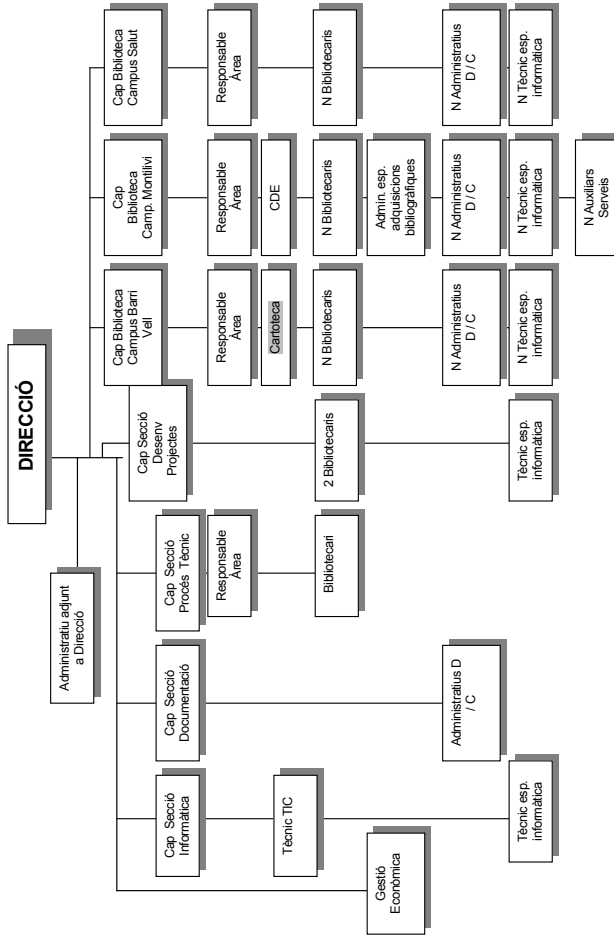 DIRECCIÓ
Administratiu adjunt
a Direcció
Cap Secció
Informàtica
Tècnic TIC
Tècnic esp.
informàtica
Gestió
Econòmica
Cap Secció
Documentació
Administratius D
/ C
Cap Secció
Procés Tècnic
Responsable
Àrea
Bibliotecari
Cap Secció
Desenv
Projectes
2 Bibliotecaris
Tècnic esp.
informàtica
Cap Biblioteca
Campus Barri
Vell
Responsable
Àrea
Cartoteca
N Bibliotecaris
N Administratius
D / C
N Tècnic esp.
informàtica
Cap
Biblioteca
Camp. Montilivi
Responsable
Àrea
CDE
N Bibliotecaris
Admin. esp.
adquisicions
bibliogràfiques
N Administratius
D / C
N Tècnic esp.
informàtica
N Auxiliars
Serveis
Cap Biblioteca
Campus Salut
Responsable
Àrea
N Bibliotecaris
N Administratius
D / C
N Tècnic esp.
informàtica